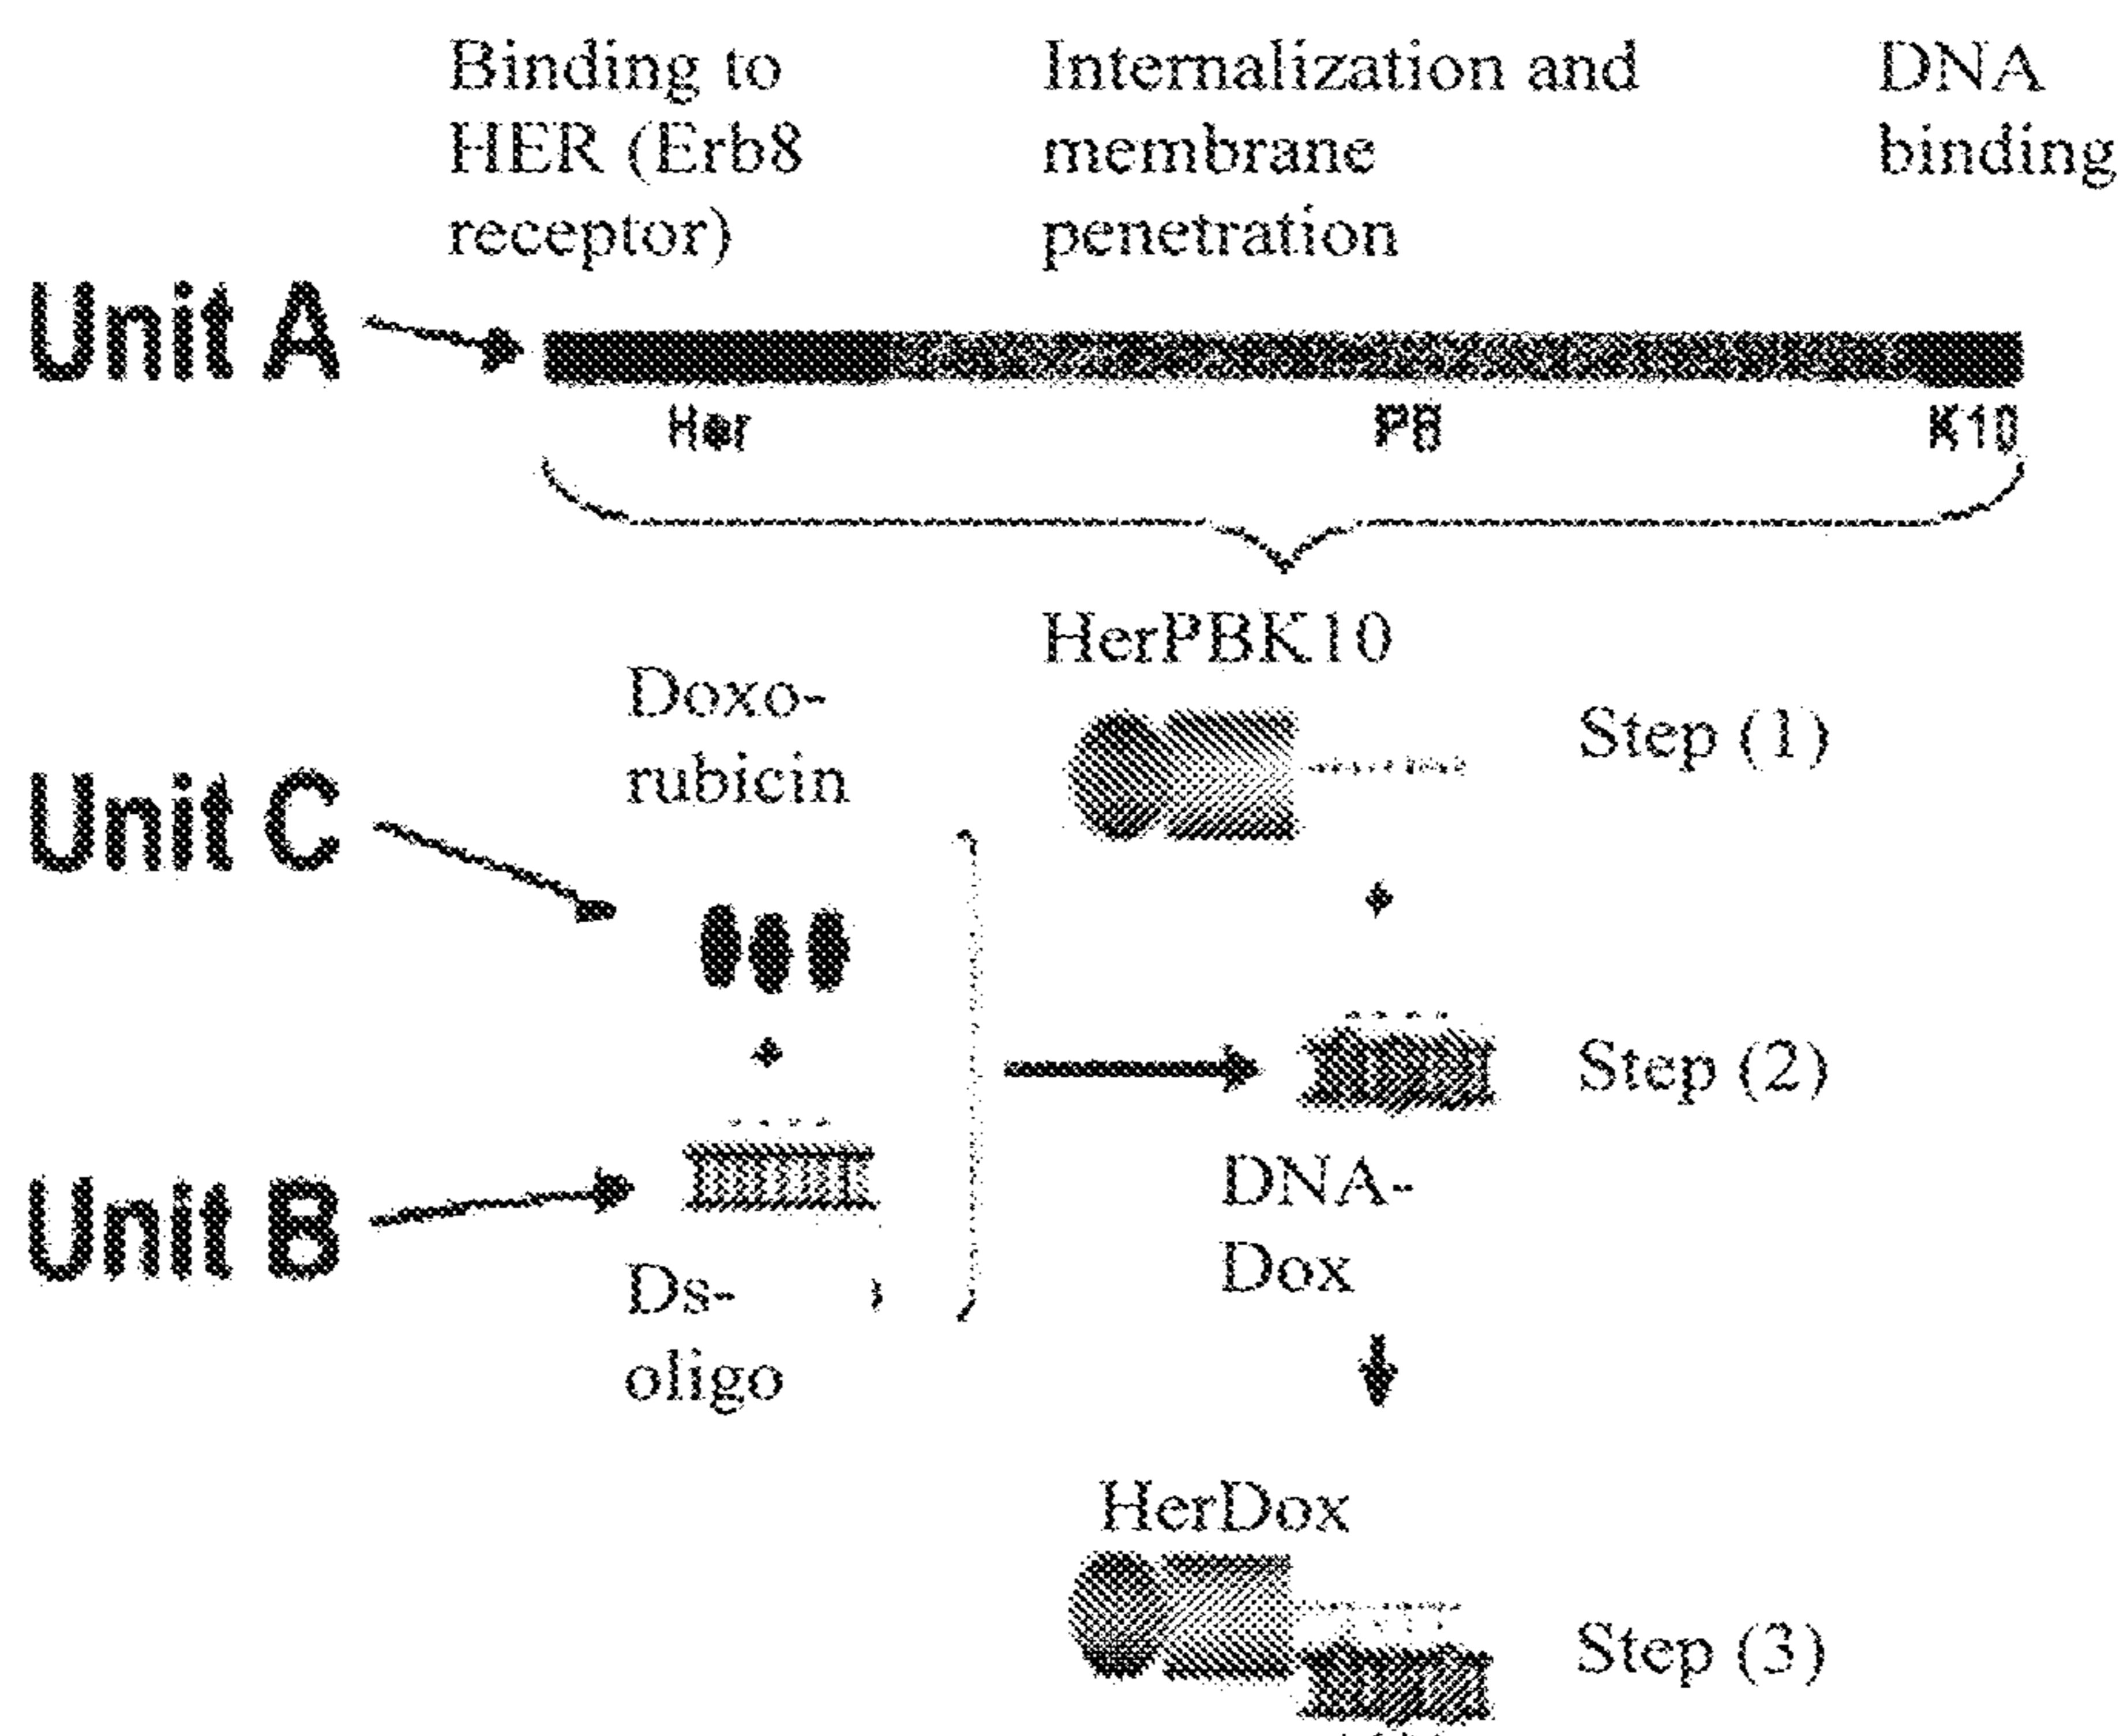 Binding to
HER (Erb8
receptor)
Internalization and
membrane
penetration
DNA
binding
Unit A
Her
PB
K10
HerPBK10
Doxo-
rubicin
Step (1)
Unit C
Step (2)
DNA-
Dox
Unit B
Ds-
oligo
HerDox
Step (3)